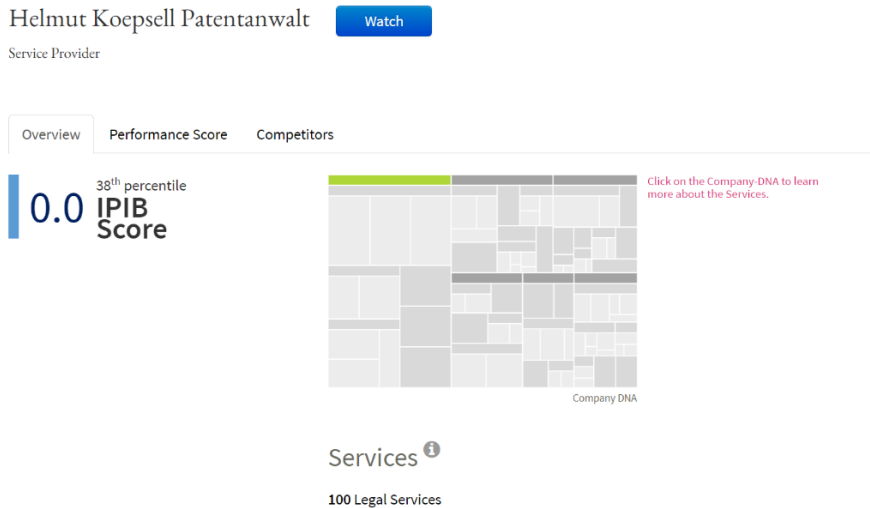 Helmut Koepsell Patentanwalt
Watch
Service Provider
Overview Performance Score Competitors
0.0
38th percentile
IPIB
Score
Click on the Company-DNA to learn
more about the Services.
Company DNA
Services
100 Legal Services